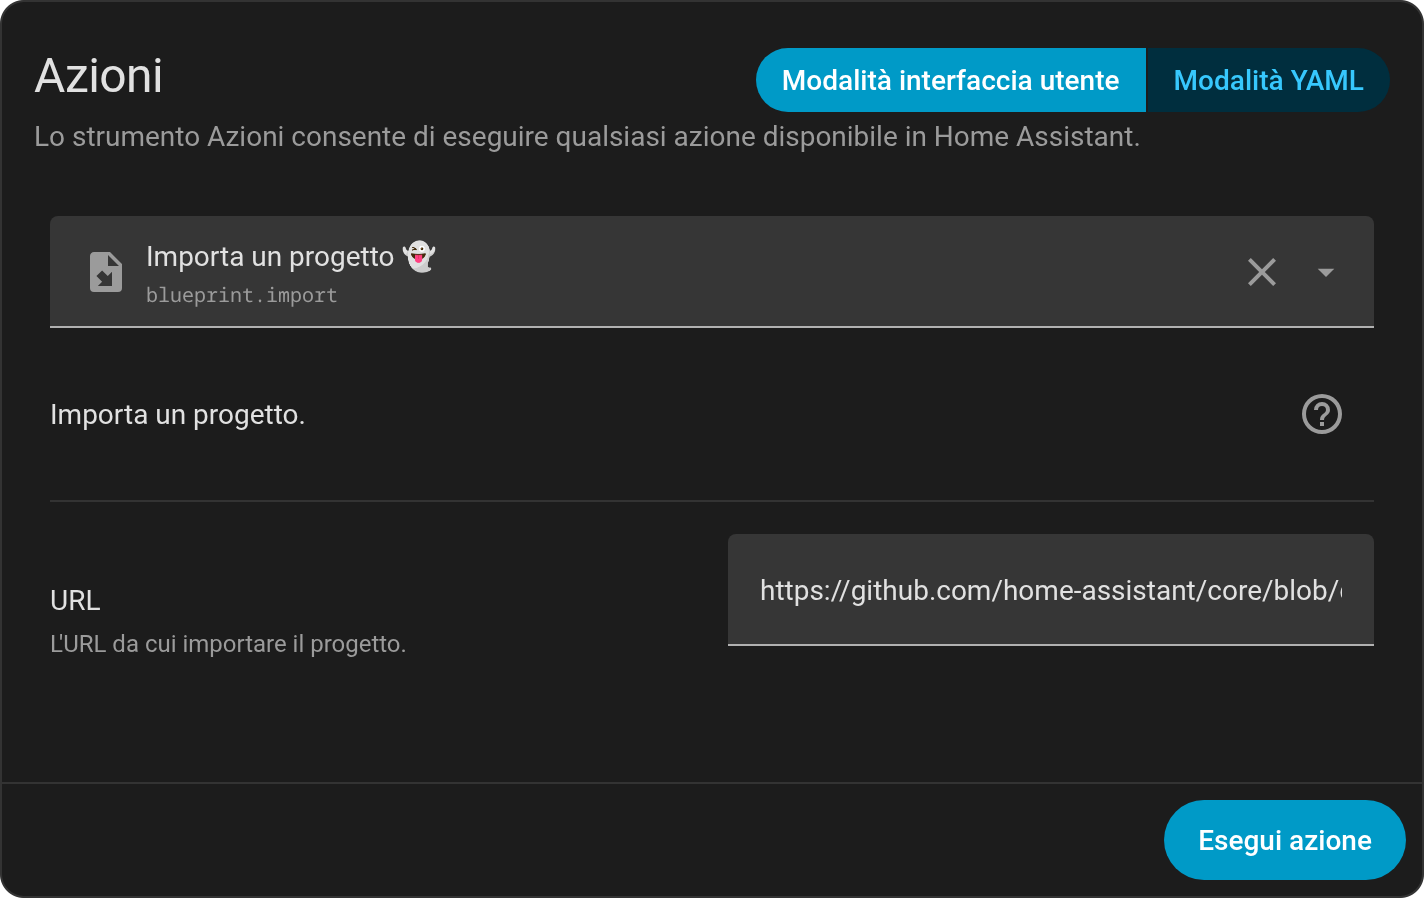 Azioni
Modalità interfaccia utente
Modalità YAML
Lo strumento Azioni consente di eseguire qualsiasi azione disponibile in Home Assistant.
Importa un progetto 👻
blueprint.import
Importa un progetto.
URL
L'URL da cui importare il progetto.
https://github.com/home-assistant/core/blob/
Esegui azione